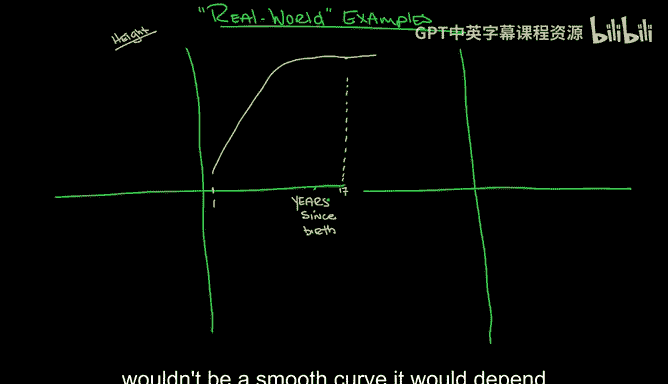 "REAL-WORLD" EXAMPLES
GPT中英字幕课程资源 bilibili
Height
1
17
YEARS
Since
birth
wouldn't be a smooth curve it would depend